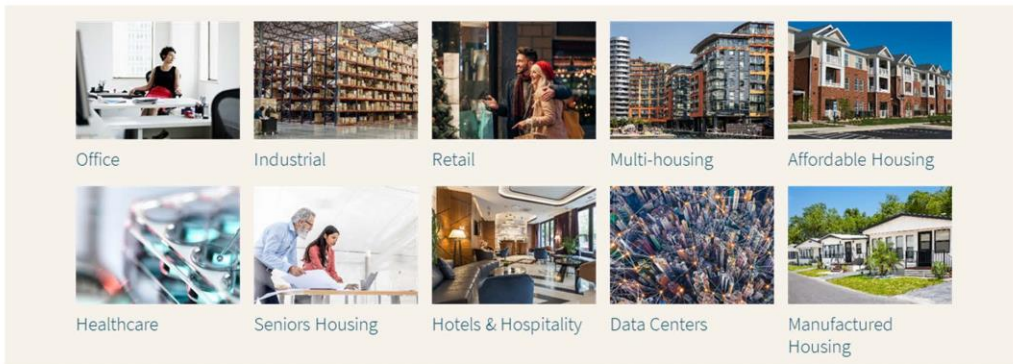 Office
Industrial
Retail
Multi-housing
Affordable Housing
Healthcare
Seniors Housing
Hotels & Hospitality
Data Centers
Manufactured
Housing